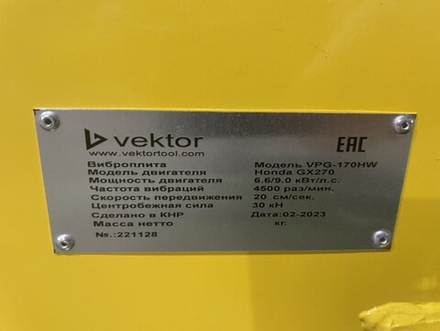 vektor
EAC
www.vektortool.com
Виброплита Модель VPG-170HW
Модель двигателя Honda GX270
Мощность двигателя 6.6/9.0 кВт/л.с.
Частота вибраций 4500 раз/мин.
Скорость передвижения 20 см/сек.
Центробежная сила 30 кН
Сделано в КНР Дата:02-2023
Масса нетто кг.
№.:221128